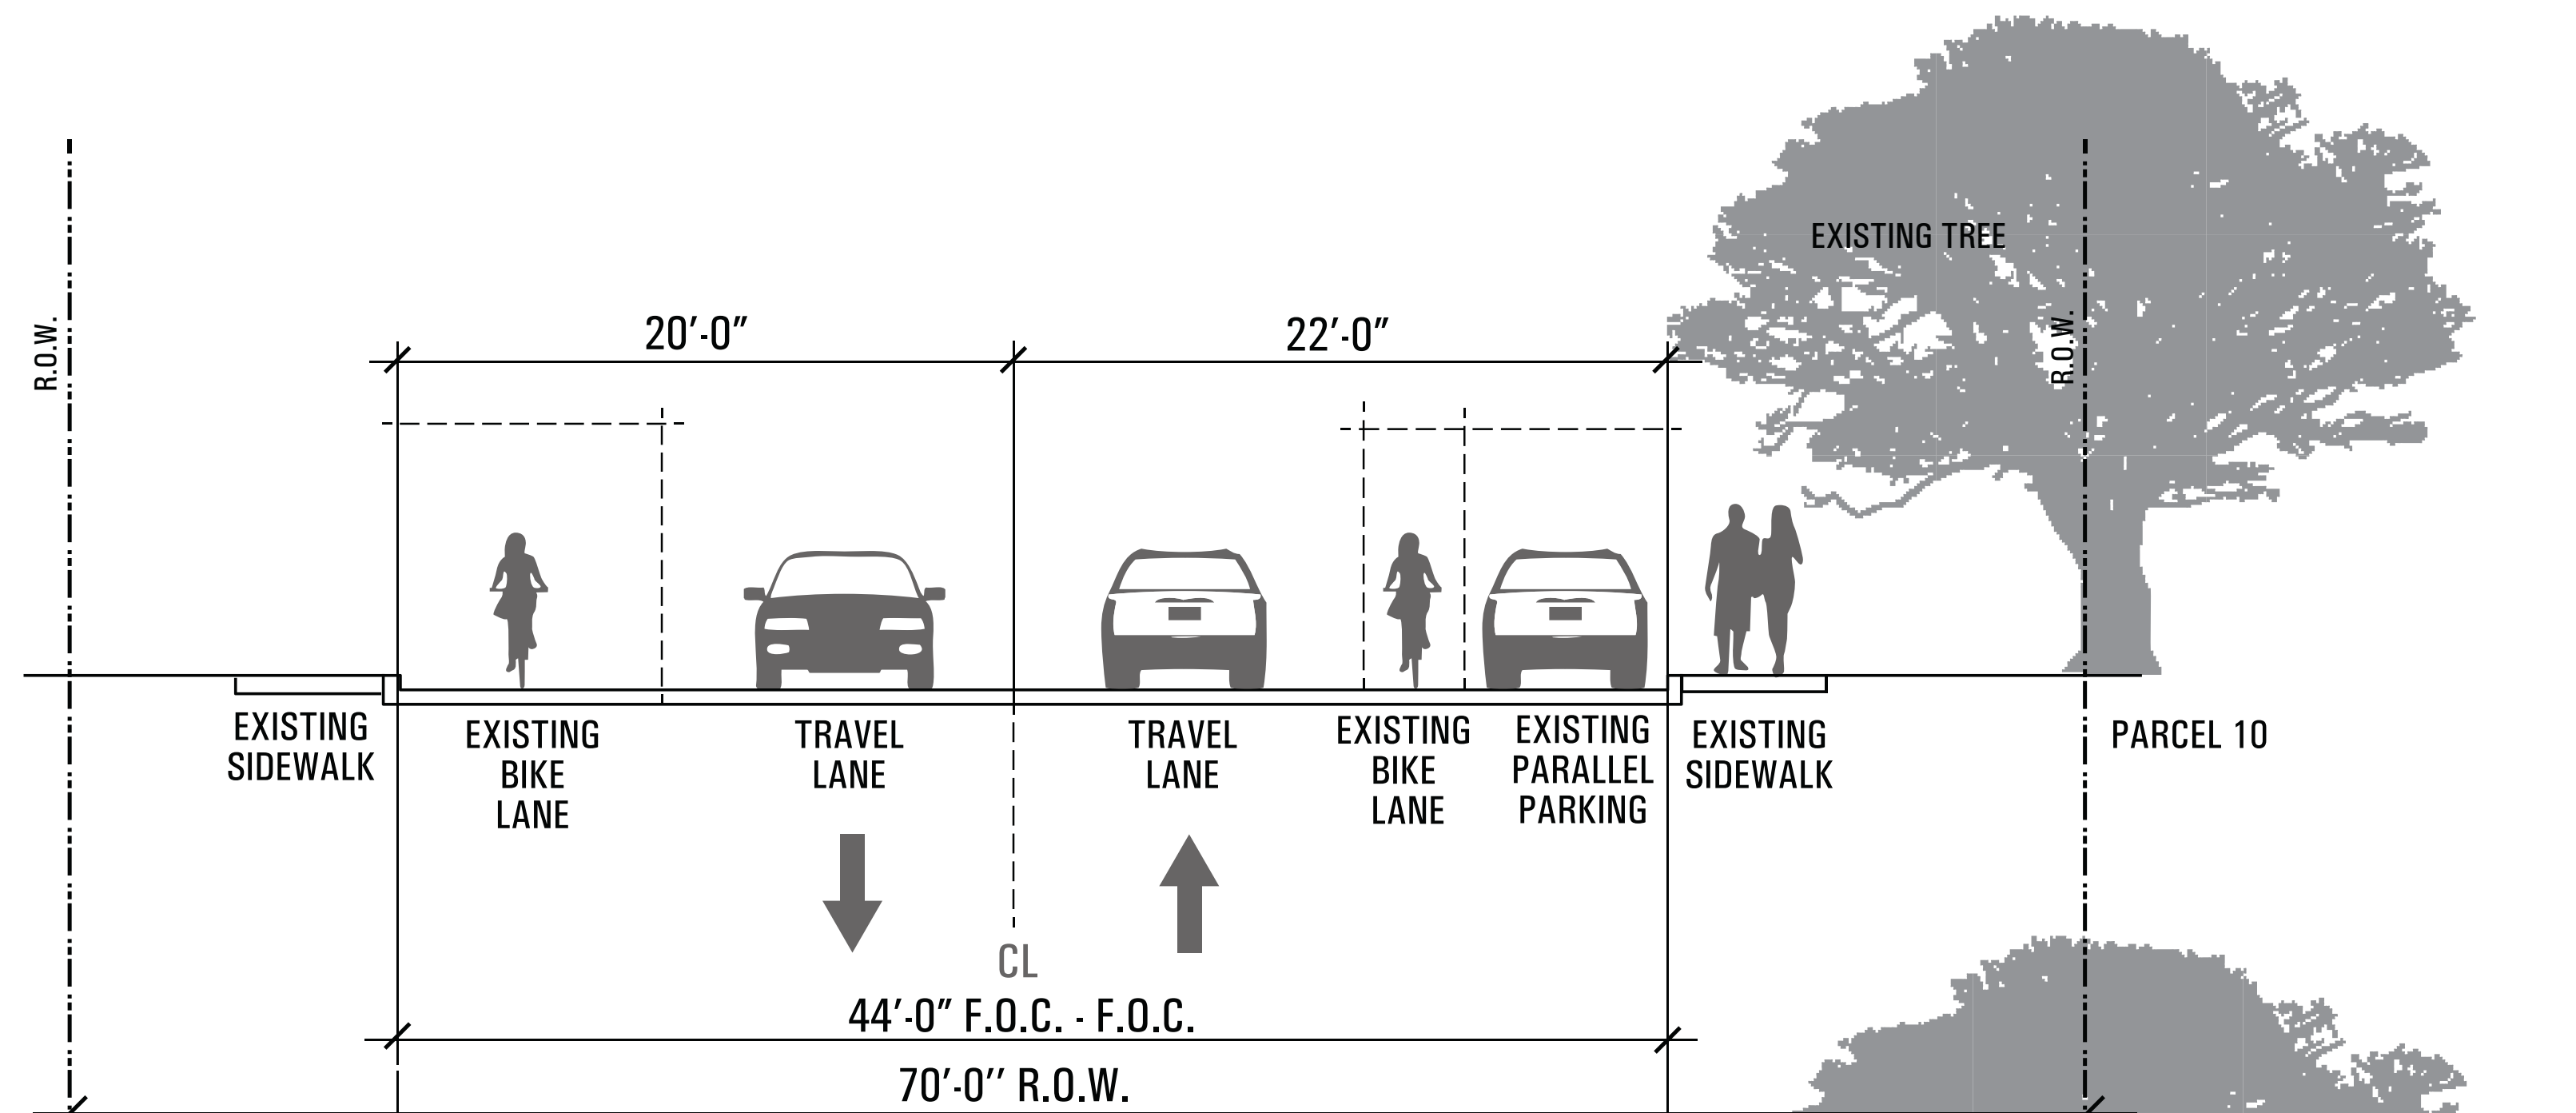 EXISTING TREE
R.O.W.
R.O.W.
20'-0"
22'-0"
EXISTING
SIDEWALK
EXISTING
BIKE
LANE
TRAVEL
LANE
TRAVEL
LANE
EXISTING
BIKE
LANE
EXISTING
PARALLEL
PARKING
EXISTING
SIDEWALK
PARCEL 10
CL
44'-0" F.O.C. - F.O.C.
70'-0'' R.O.W.